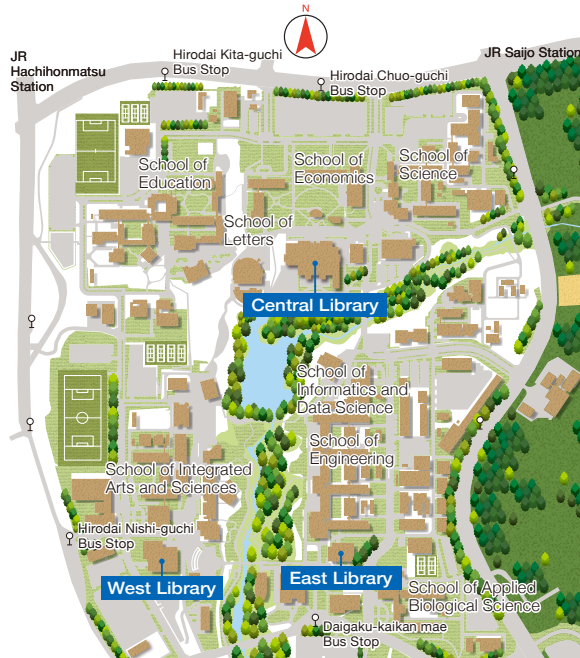 N
JR
Hachihonmatsu
Station
Hirodai Kita-guchi
Bus Stop
Hirodai Chuo-guchi
Bus Stop
JR Saijo Station
School of
Education
School of
Economics
School of
Science
School of
Letters
Central Library
School of
Informatics and
Data Science
School of
Engineering
School of Integrated
Arts and Sciences
Hirodai Nishi-guchi
Bus Stop
West Library
East Library
School of Applied
Biological Science
Daigaku-kaikan mae
Bus Stop